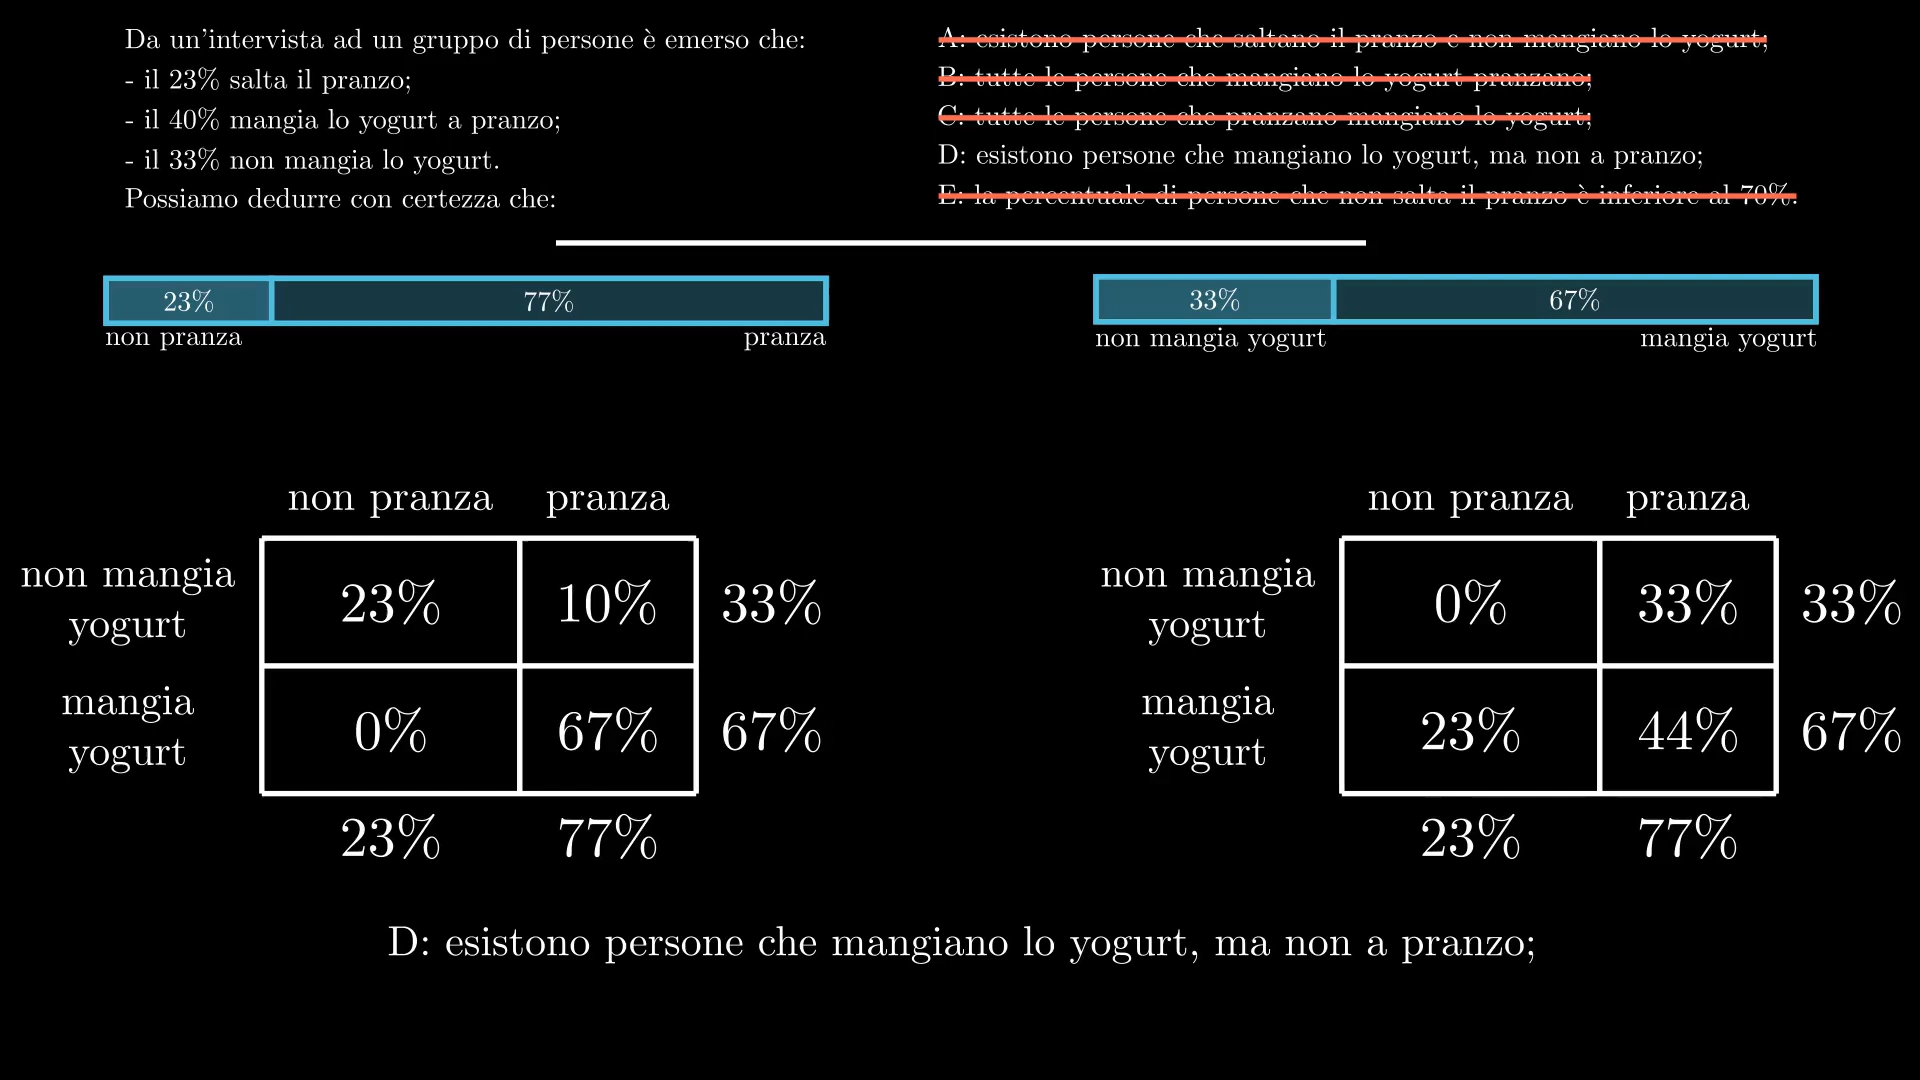 Da un'intervista ad un gruppo di persone è emerso che:
- il 23% salta il pranzo;
- il 40% mangia lo yogurt a pranzo;
- il 33% non mangia lo yogurt.
Possiamo dedurre con certezza che:
A: esistono persone che saltano il pranzo e non mangiano lo yogurt;
B: tutte le persone che mangiano lo yogurt pranzano;
C: tutte le persone che pranzano mangiano lo yogurt;
D: esistono persone che mangiano lo yogurt, ma non a pranzo;
E: la percentuale di persone che non salta il pranzo è inferiore al 70%.
23% 77%
non pranza pranza
33% 67%
non mangia yogurt mangia yogurt
non pranza pranza
non mangia
yogurt
23% 10% 33%
mangia
yogurt
0% 67% 67%
23% 77%
non pranza pranza
non mangia
yogurt
0% 33% 33%
mangia
yogurt
23% 44% 67%
23% 77%
D: esistono persone che mangiano lo yogurt, ma non a pranzo;